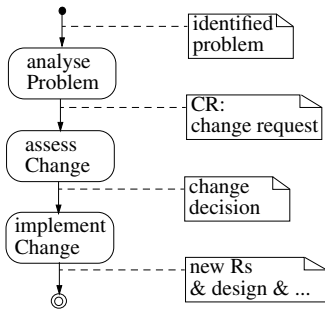 identified
problem
analyse
Problem
CR:
change request
assess
Change
change
decision
implement
Change
new Rs
& design & ...